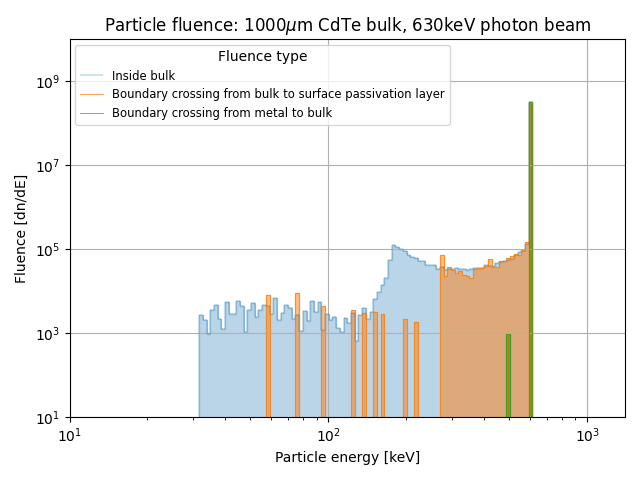 Particle fluence: 1000μm CdTe bulk, 630keV photon beam
Fluence type
Inside bulk
Boundary crossing from bulk to surface passivation layer
Boundary crossing from metal to bulk
Fluence [dn/dE]
10⁹
10⁷
10⁵
10³
10¹
10¹ 10² 10³
Particle energy [keV]